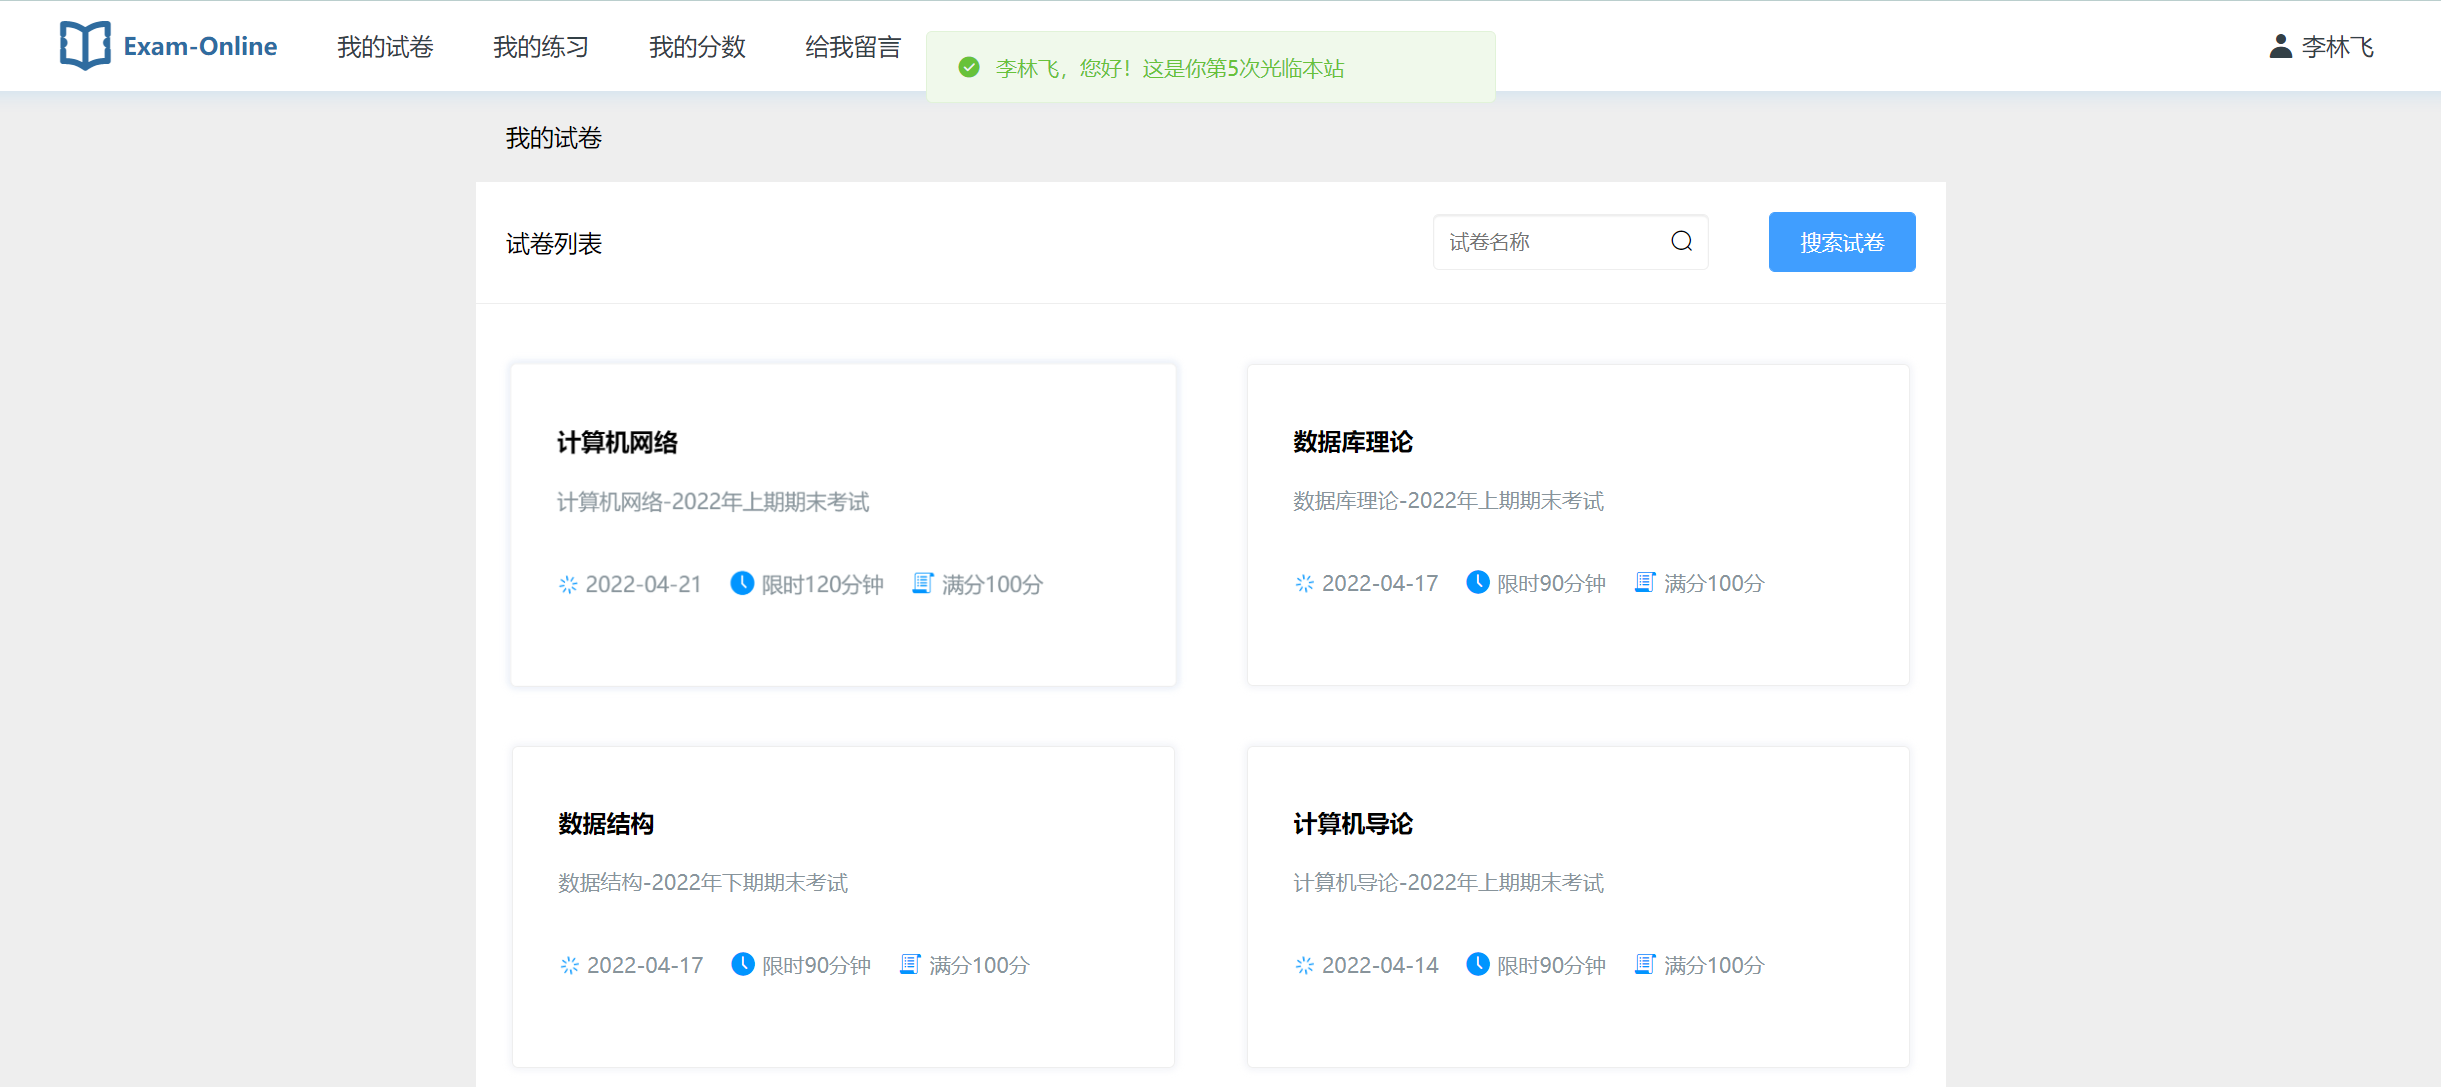 Exam-Online 我的试卷 我的练习 我的分数 给我留言 李林飞，您好！这是你第5次光临本站 李林飞
我的试卷
试卷列表 试卷名称 搜索试卷
计算机网络
计算机网络-2022年上期期末考试
2022-04-21 限时120分钟 满分100分
数据库理论
数据库理论-2022年上期期末考试
2022-04-17 限时90分钟 满分100分
数据结构
数据结构-2022年下期期末考试
2022-04-17 限时90分钟 满分100分
计算机导论
计算机导论-2022年上期期末考试
2022-04-14 限时90分钟 满分100分